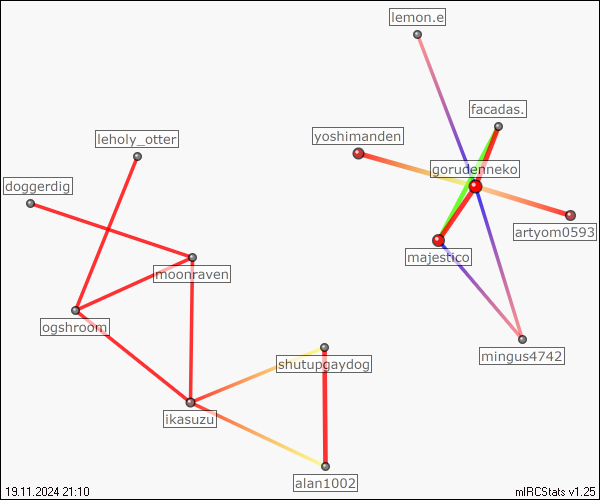 lemon.e
facadas.
yoshimanden
leholy_otter
gorudenneko
doggerdig
artyom0593
majestico
moonraven
ogshroom
mingus4742
shutupgaydog
ikasuzu
alan1002
19.11.2024 21:10
mIRCStats v1.25